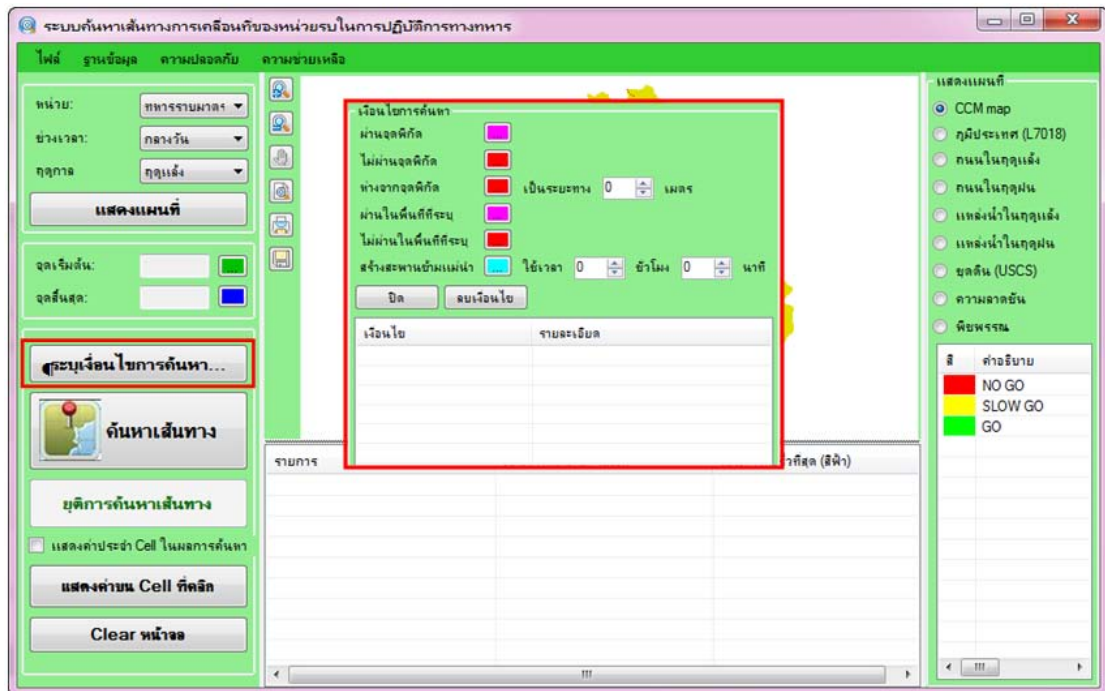 ระบบค้นหาเส้นทางการเคลื่อนที่ของหน่วยรบในการปฏิบัติการทางทหาร
ไฟล์ ฐานข้อมูล ความปลอดภัย ความช่วยเหลือ
หน่วย: ทหารราบมาตร
ช่วงเวลา: กลางวัน
ฤดูกาล ฤดูแล้ง
แสดงแผนที่
จุดเริ่มต้น: ...
จุดสิ้นสุด: ...
ระบุเงื่อนไขการค้นหา...
ค้นหาเส้นทาง
ยุติการค้นหาเส้นทาง
แสดงค่าประจำ Cell ในผลการค้นหา
แสดงค่าบน Cell ที่คลิก
Clear หน้าจอ
เงื่อนไขการค้นหา
ผ่านจุดพิกัด ...
ไม่ผ่านจุดพิกัด ...
ห่างจากจุดพิกัด ... เป็นระยะทาง 0 เมตร
ผ่านในพื้นที่ที่ระบุ ...
ไม่ผ่านในพื้นที่ที่ระบุ ...
สร้างสะพานข้ามแม่น้ำ ... ใช้เวลา 0 ชั่วโมง 0 นาที
ปิด ลบเงื่อนไข
เงื่อนไข รายละเอียด
รายการ ที่สุด (สีฟ้า)
แสดงแผนที่
CCM map
ภูมิประเทศ (L7018)
ถนนในฤดูแล้ง
ถนนในฤดูฝน
แหล่งน้ำในฤดูแล้ง
แหล่งน้ำในฤดูฝน
ชุดดิน (USCS)
ความลาดชัน
พืชพรรณ
สี คำอธิบาย
NO GO
SLOW GO
GO